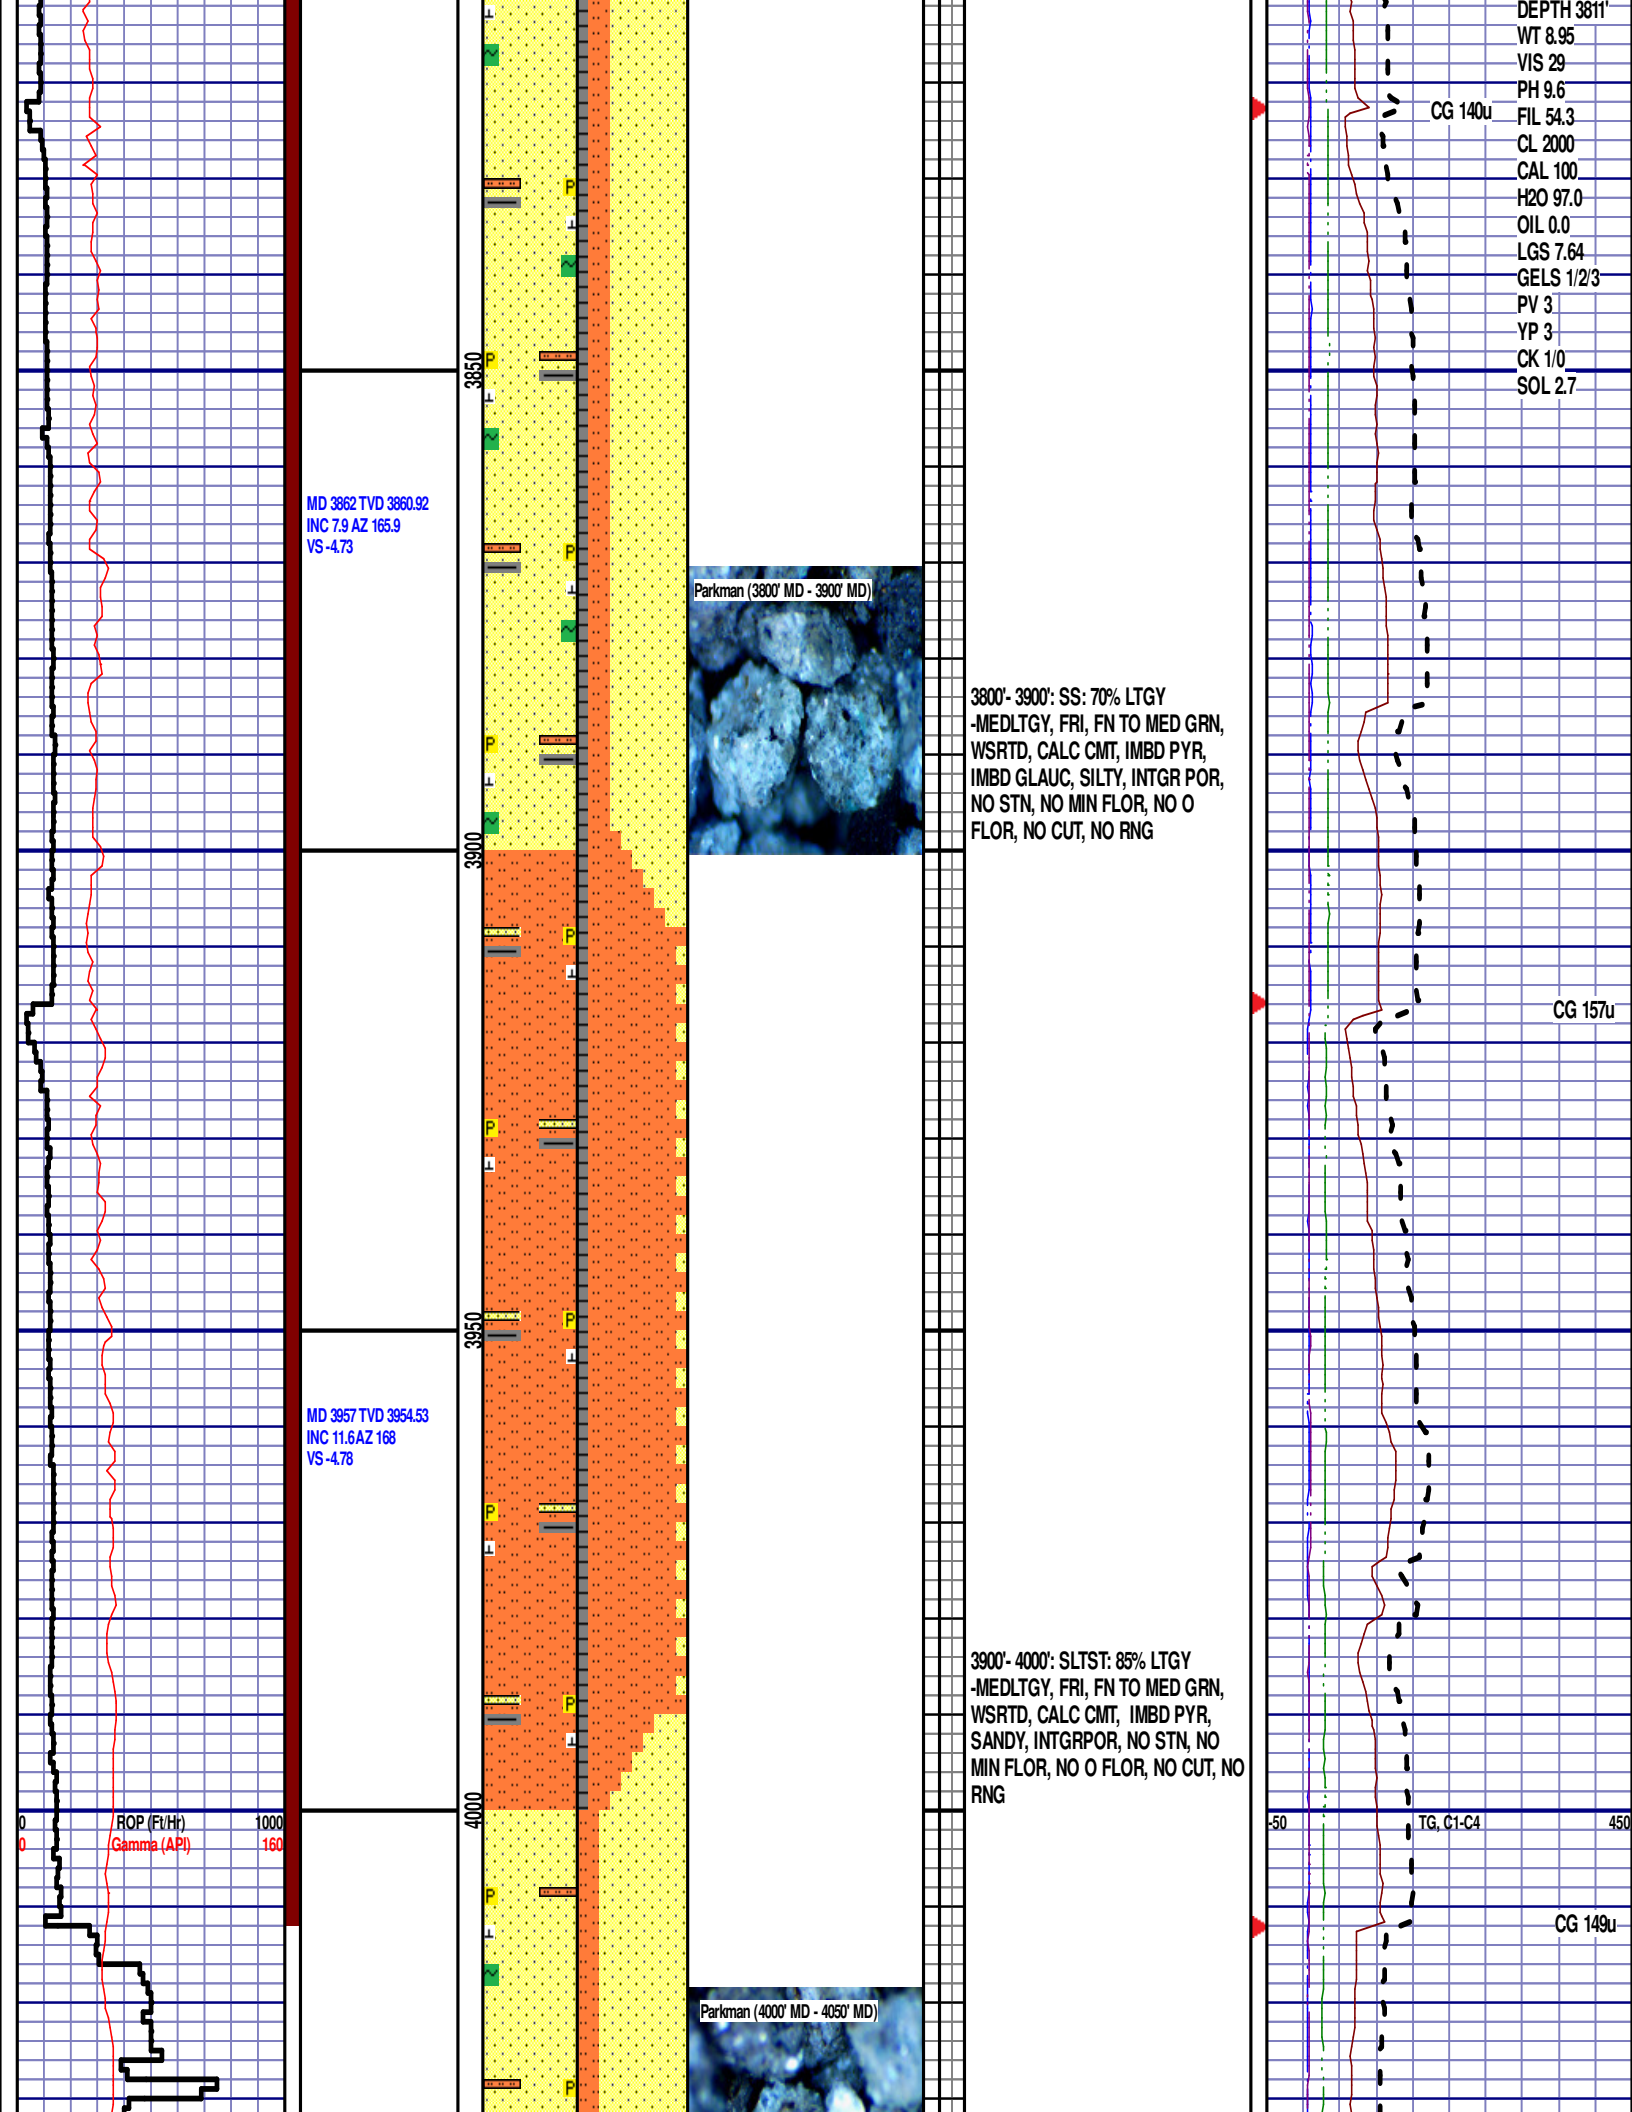 DEPTH 3811'
WT 8.95
VIS 29
PH 9.6
FIL 54.3
CL 2000
CAL 100
H2O 97.0
OIL 0.0
LGS 7.64
GELS 1/2/3
PV 3
YP 3
CK 1/0
SOL 2.7
CG 140u
P
3850
P
MD 3862 TVD 3860.92
INC 7.9 AZ 165.9
VS -4.73
P
Parkman (3800' MD - 3900' MD)
3800'- 3900': SS: 70% LTGY
-MEDLTGY, FRI, FN TO MED GRN,
WSRTD, CALC CMT, IMBD PYR,
IMBD GLAUC, SILTY, INTGR POR,
NO STN, NO MIN FLOR, NO O
FLOR, NO CUT, NO RNG
P
3900
P
CG 157u
P
3950
P
MD 3957 TVD 3954.53
INC 11.6 AZ 168
VS -4.78
P
3900'- 4000': SLTST: 85% LTGY
-MEDLTGY, FRI, FN TO MED GRN,
WSRTD, CALC CMT, IMBD PYR,
SANDY, INTGRPOR, NO STN, NO
MIN FLOR, NO O FLOR, NO CUT, NO
RNG
P
4000
0 ROP (Ft/Hr) 1000
0 Gamma (API) 160
-50 TG, C1-C4 450
P
CG 149u
Parkman (4000' MD - 4050' MD)
P